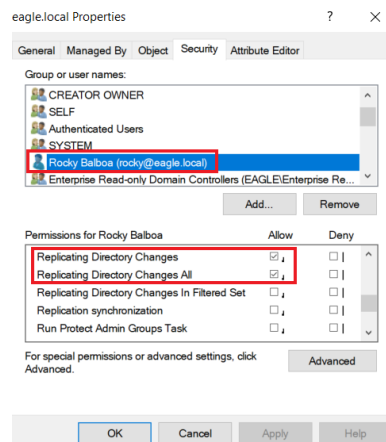 eagle.local Properties
? X
General Managed By Object Security Attribute Editor
Group or user names:
CREATOR OWNER
SELF
Authenticated Users
SYSTEM
Rocky Balboa (rocky@eagle.local)
Enterprise Read-only Domain Controllers (EAGLE\Enterprise Re...
Add... Remove
Permissions for Rocky Balboa Allow Deny
Replicating Directory Changes
Replicating Directory Changes All
Replicating Directory Changes In Filtered Set
Replication synchronization
Run Protect Admin Groups Task
For special permissions or advanced settings, click
Advanced.
Advanced
OK Cancel Apply Help